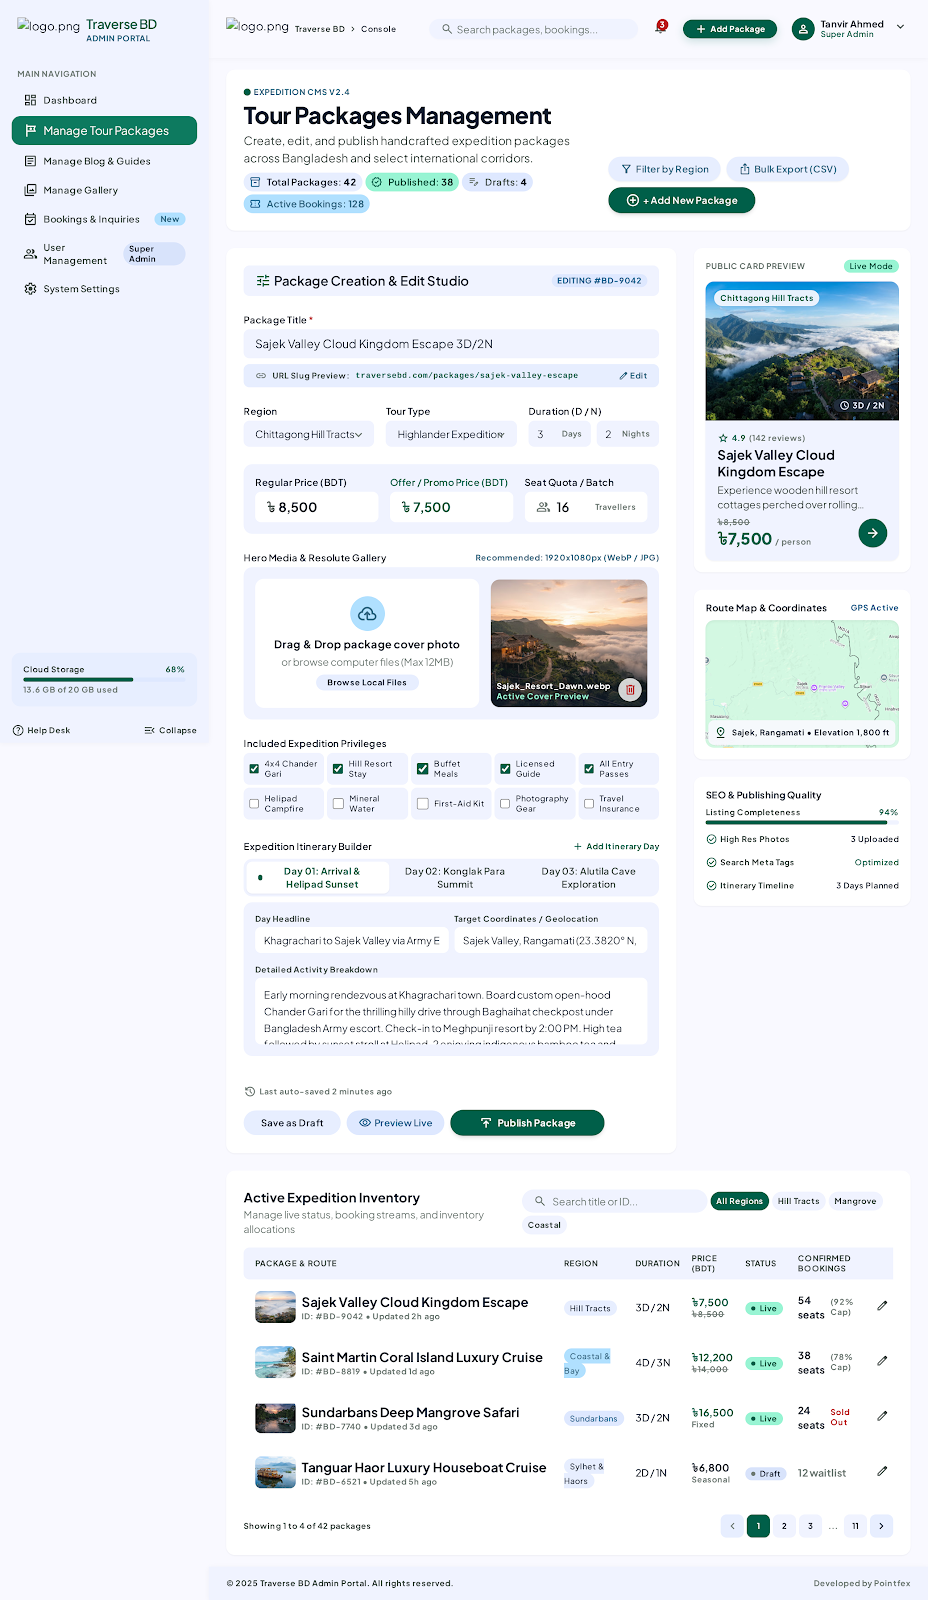 logo.png
Traverse BD
ADMIN PORTAL
MAIN NAVIGATION
Dashboard
Manage Tour Packages
Manage Blog & Guides
Manage Gallery
Bookings & Inquiries
New
User
Management
Super
Admin
System Settings
Cloud Storage
68%
13.6 GB of 20 GB used
Help Desk
Collapse
logo.png
Traverse BD > Console
Search packages, bookings...
3
Add Package
Tanvir Ahmed
Super Admin
EXPEDITION CMS V2.4
Tour Packages Management
Create, edit, and publish handcrafted expedition packages
across Bangladesh and select international corridors.
Total Packages: 42
Published: 38
Drafts: 4
Active Bookings: 128
Filter by Region
Bulk Export (CSV)
+ Add New Package
Package Creation & Edit Studio
EDITING #BD-9042
Package Title *
Sajek Valley Cloud Kingdom Escape 3D/2N
URL Slug Preview:
traversebd.com/packages/sajek-valley-escape
Edit
Region
Tour Type
Duration (D / N)
Chittagong Hill Tracts
Highlander Expedition
3 Days
2 Nights
Regular Price (BDT)
Offer / Promo Price (BDT)
Seat Quota / Batch
৳ 8,500
৳ 7,500
16
Travellers
Hero Media & Resolute Gallery
Recommended: 1920x1080px (WebP / JPG)
Drag & Drop package cover photo
or browse computer files (Max 12MB)
Browse Local Files
Sajek_Resort_Dawn.webp
Active Cover Preview
Included Expedition Privileges
4x4 Chander
Gari
Hill Resort
Stay
Buffet
Meals
Licensed
Guide
All Entry
Passes
Helipad
Campfire
Mineral
Water
First-Aid Kit
Photography
Gear
Travel
Insurance
Expedition Itinerary Builder
+ Add Itinerary Day
Day 01: Arrival &
Helipad Sunset
Day 02: Konglak Para
Summit
Day 03: Alutila Cave
Exploration
Day Headline
Target Coordinates / Geolocation
Khagrachari to Sajek Valley via Army E
Sajek Valley, Rangamati (23.3820° N,
Detailed Activity Breakdown
Early morning rendezvous at Khagrachari town. Board custom open-hood
Chander Gari for the thrilling hilly drive through Baghaihat checkpost under
Bangladesh Army escort. Check-in to Meghpunji resort by 2:00 PM. High tea
followed by sunset stroll at Helipad-2 enjoying indigenous bamboo tea and
Last auto-saved 2 minutes ago
Save as Draft
Preview Live
Publish Package
PUBLIC CARD PREVIEW
Live Mode
Chittagong Hill Tracts
3D / 2N
4.9 (142 reviews)
Sajek Valley Cloud
Kingdom Escape
Experience wooden hill resort
cottages perched over rolling...
৳8,500
৳7,500 / person
Route Map & Coordinates
GPS Active
Sajek, Rangamati • Elevation 1,800 ft
SEO & Publishing Quality
Listing Completeness
94%
High Res Photos
3 Uploaded
Search Meta Tags
Optimized
Itinerary Timeline
3 Days Planned
Active Expedition Inventory
Manage live status, booking streams, and inventory
allocations
Search title or ID...
All Regions
Hill Tracts
Mangrove
Coastal
PACKAGE & ROUTE
REGION
DURATION
PRICE
(BDT)
STATUS
CONFIRMED
BOOKINGS
Sajek Valley Cloud Kingdom Escape
ID: #BD-9042 • Updated 2h ago
Hill Tracts
3D / 2N
৳7,500
৳8,500
Live
54
seats
(92%
Cap)
Saint Martin Coral Island Luxury Cruise
ID: #BD-8819 • Updated 1d ago
Coastal &
Bay
4D / 3N
৳12,200
৳14,000
Live
38
seats
(78%
Cap)
Sundarbans Deep Mangrove Safari
ID: #BD-7740 • Updated 3d ago
Sundarbans
3D / 2N
৳16,500
Fixed
Live
24
seats
Sold
Out
Tanguar Haor Luxury Houseboat Cruise
ID: #BD-6521 • Updated 5h ago
Sylhet &
Haors
2D / 1N
৳6,800
Seasonal
Draft
12 waitlist
Showing 1 to 4 of 42 packages
1 2 3 ... 11
© 2025 Traverse BD Admin Portal. All rights reserved.
Developed by Pointfex